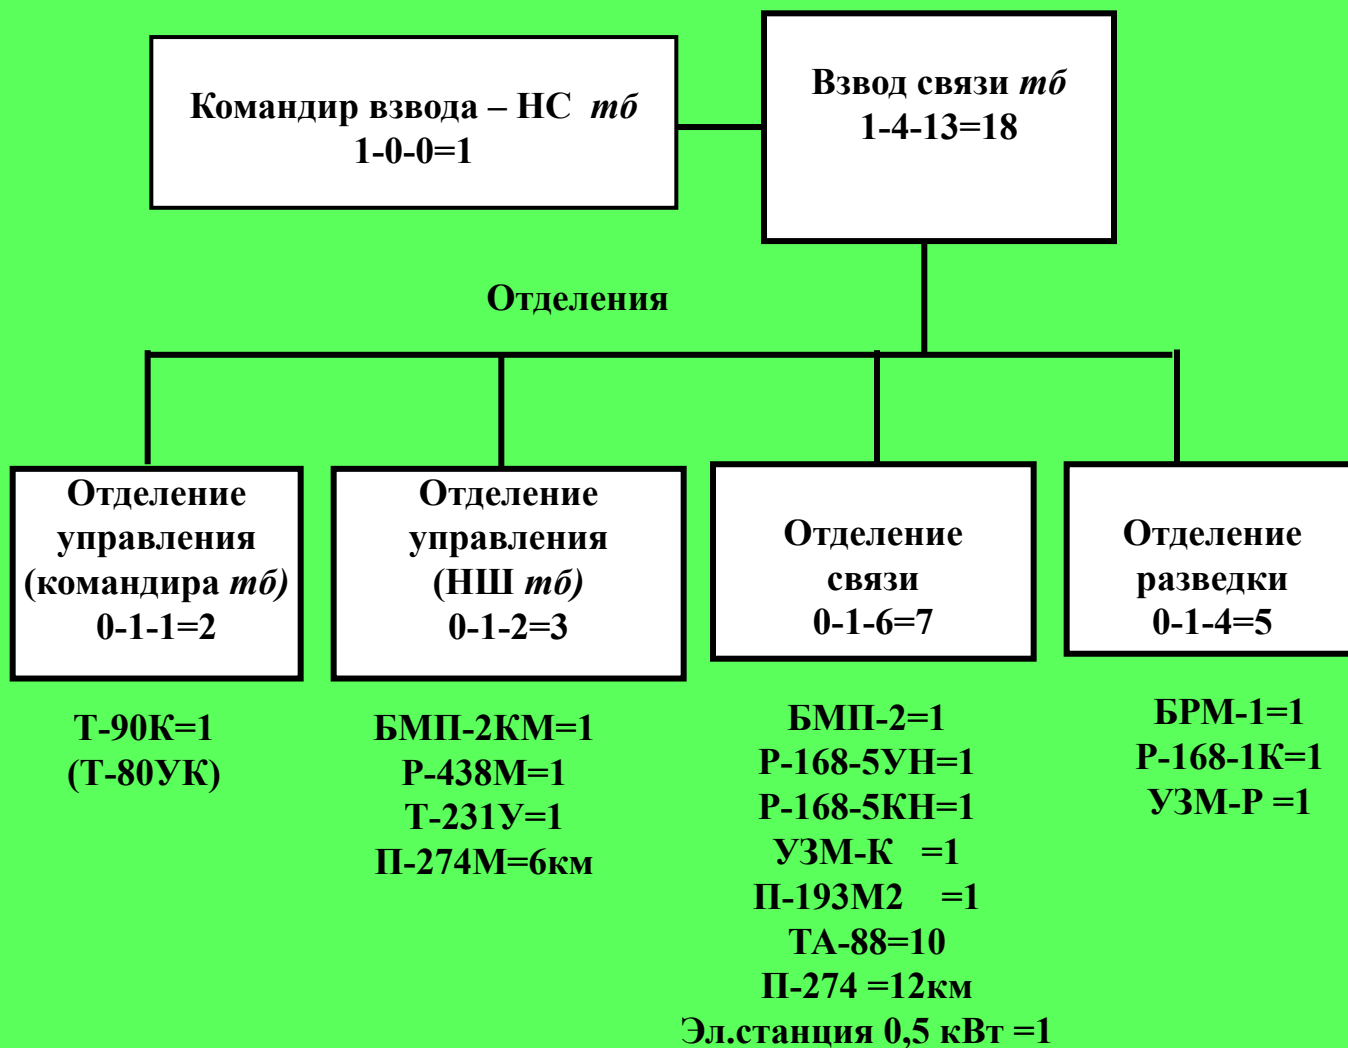 Командир взвода – НС тб
1-0-0=1
Взвод связи тб
1-4-13=18
Отделения
Отделение
управления
(командира тб)
0-1-1=2
Отделение
управления
(НШ тб)
0-1-2=3
Отделение
связи
0-1-6=7
Отделение
разведки
0-1-4=5
Т-90К=1
(Т-80УК)
БМП-2КМ=1
Р-438М=1
Т-231У=1
П-274М=6км
БМП-2=1
Р-168-5УН=1
Р-168-5КН=1
УЗМ-К =1
П-193М2 =1
ТА-88=10
П-274 =12км
Эл.станция 0,5 кВт =1
БРМ-1=1
Р-168-1К=1
УЗМ-Р =1